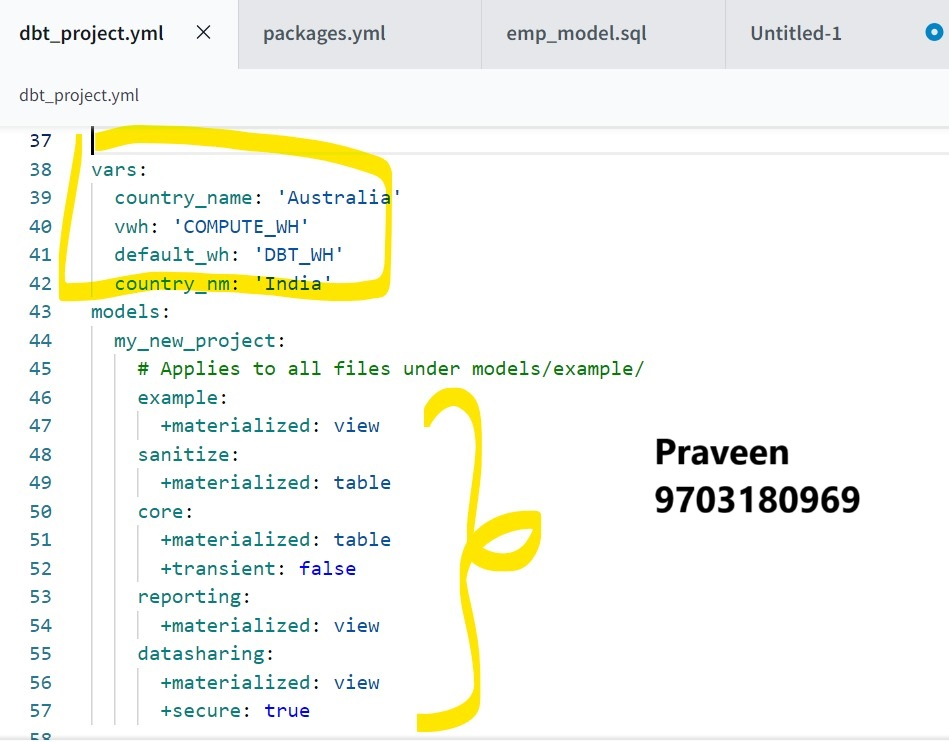 dbt_project.yml × packages.yml emp_model.sql Untitled-1
dbt_project.yml
37
38 vars:
39   country_name: 'Australia'
40   vwh: 'COMPUTE_WH'
41   default_wh: 'DBT_WH'
42   country_nm: 'India'
43 models:
44   my_new_project:
45     # Applies to all files under models/example/
46     example:
47       +materialized: view
48     sanitize:
49       +materialized: table
50     core:
51       +materialized: table
52       +transient: false
53     reporting:
54       +materialized: view
55     datasharing:
56       +materialized: view
57       +secure: true
58
Praveen
9703180969